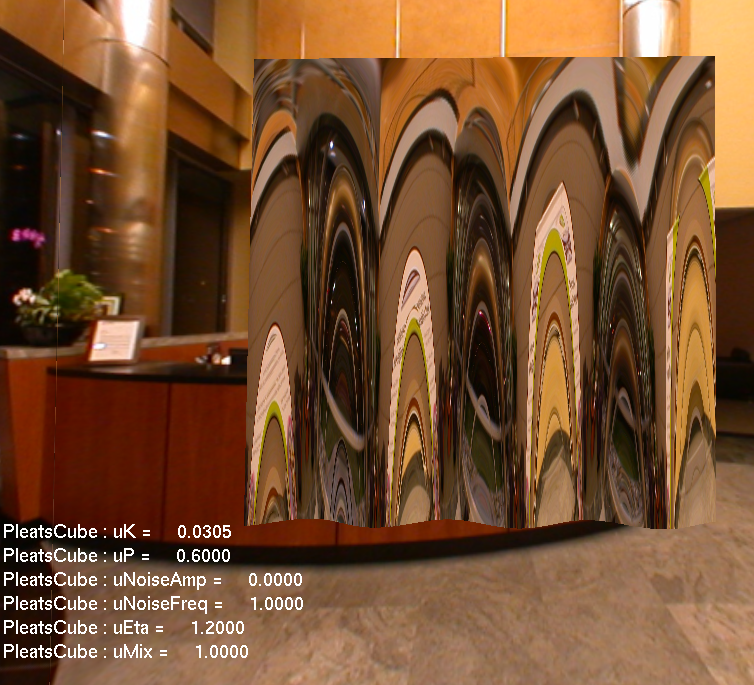 PleatsCube : uK = 0.0305
PleatsCube : uP = 0.6000
PleatsCube : uNoiseAmp = 0.0000
PleatsCube : uNoiseFreq = 1.0000
PleatsCube : uEta = 1.2000
PleatsCube : uMix = 1.0000